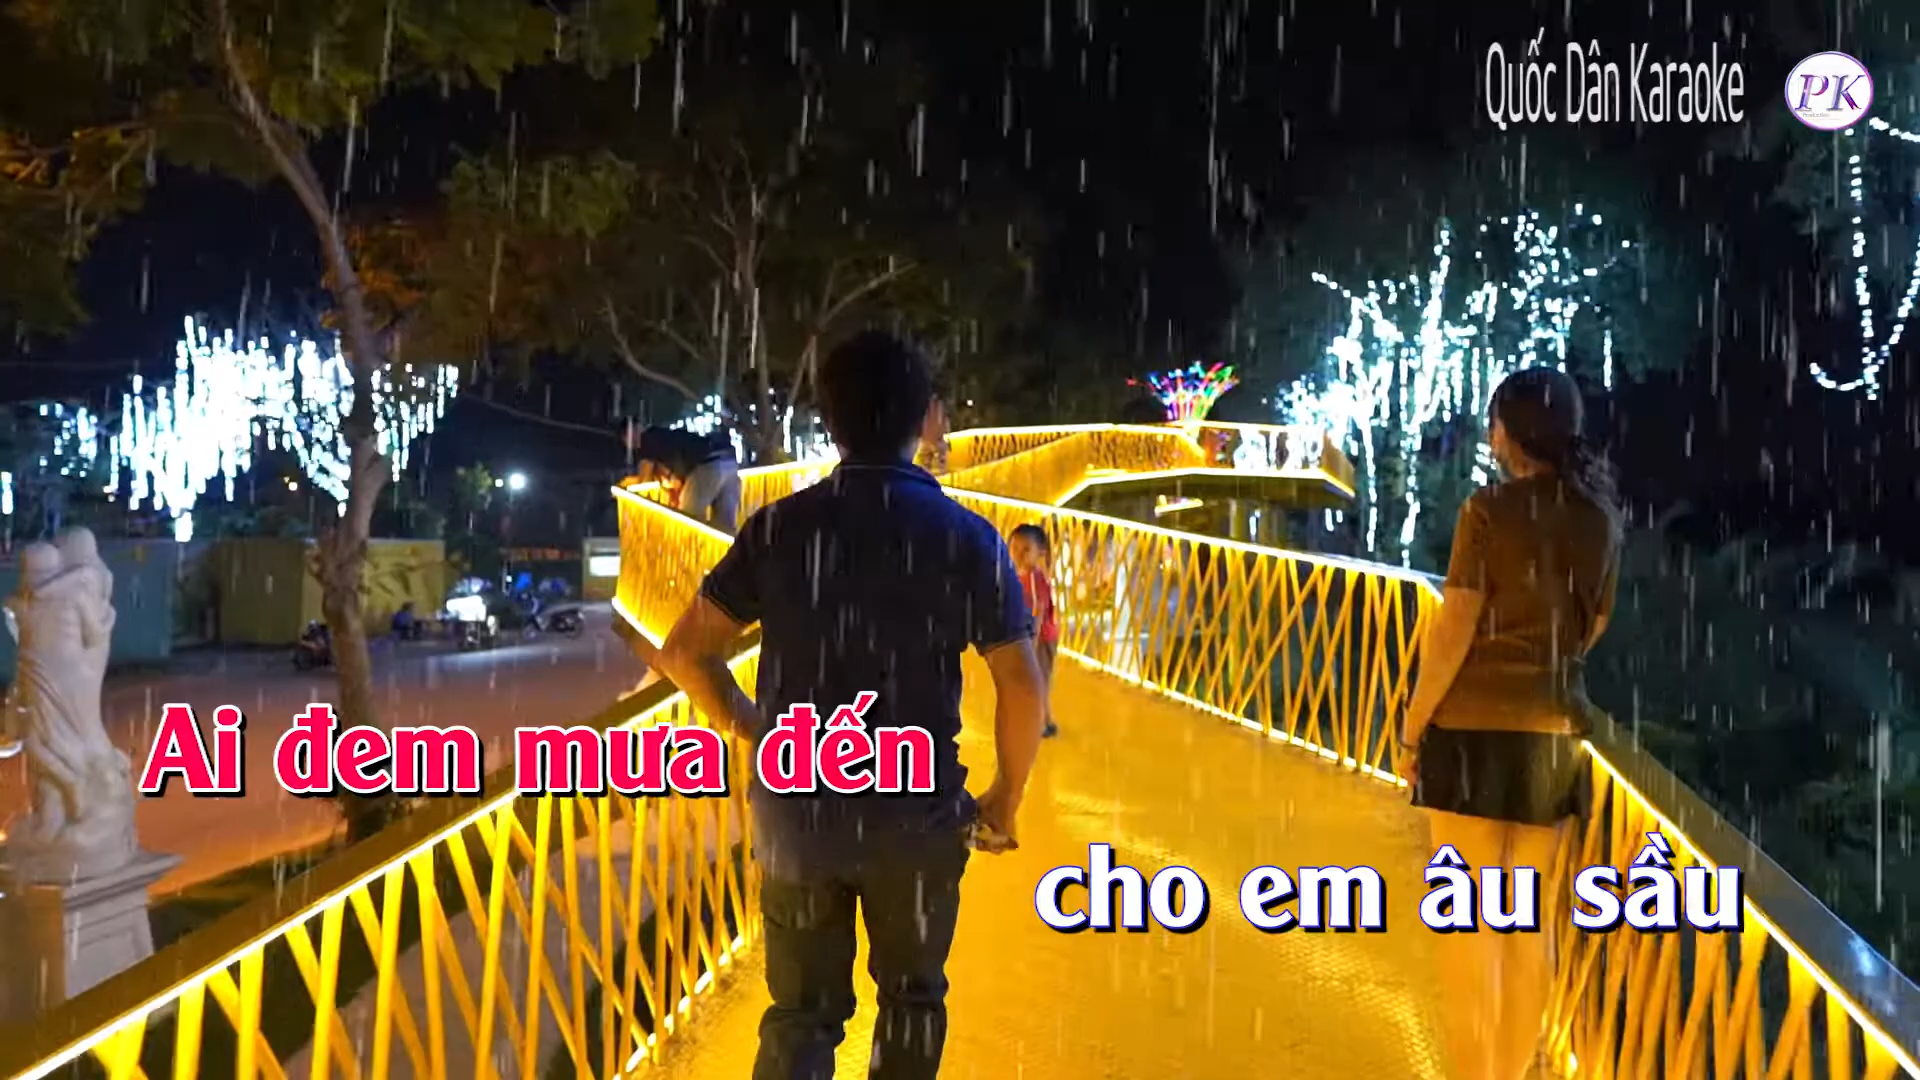 Quốc Dân Karaoke
PK
Ai đem mưa đến
cho em âu sầu